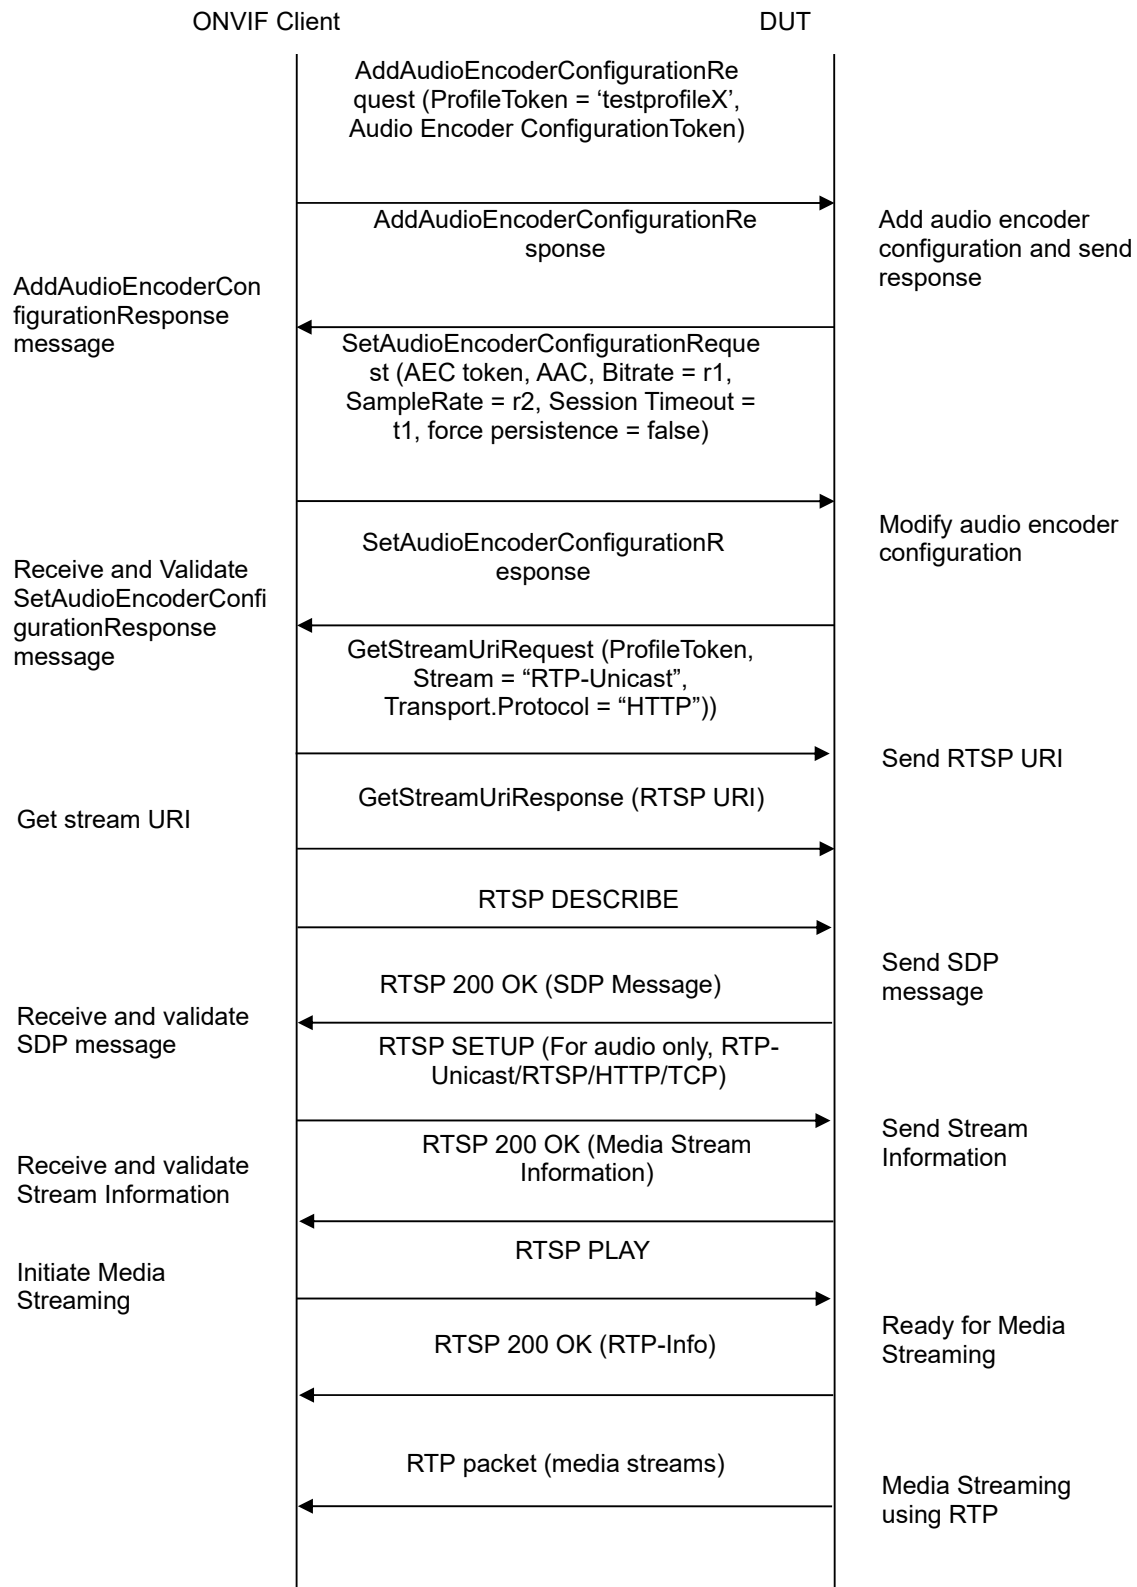 ONVIF Client
DUT
AddAudioEncoderConfigurationRe
quest (ProfileToken = ‘testprofileX’,
Audio Encoder ConfigurationToken)
AddAudioEncoderConfigurationRe
sponse
Add audio encoder
configuration and send
response
AddAudioEncoderCon
figurationResponse
message
SetAudioEncoderConfigurationReque
st (AEC token, AAC, Bitrate = r1,
SampleRate = r2, Session Timeout =
t1, force persistence = false)
Modify audio encoder
configuration
SetAudioEncoderConfigurationR
esponse
Receive and Validate
SetAudioEncoderConfi
gurationResponse
message
GetStreamUriRequest (ProfileToken,
Stream = “RTP-Unicast”,
Transport.Protocol = “HTTP”))
Send RTSP URI
GetStreamUriResponse (RTSP URI)
Get stream URI
RTSP DESCRIBE
Send SDP
message
RTSP 200 OK (SDP Message)
Receive and validate
SDP message
RTSP SETUP (For audio only, RTP-
Unicast/RTSP/HTTP/TCP)
Send Stream
Information
RTSP 200 OK (Media Stream
Information)
Receive and validate
Stream Information
RTSP PLAY
Initiate Media
Streaming
Ready for Media
Streaming
RTSP 200 OK (RTP-Info)
RTP packet (media streams)
Media Streaming
using RTP